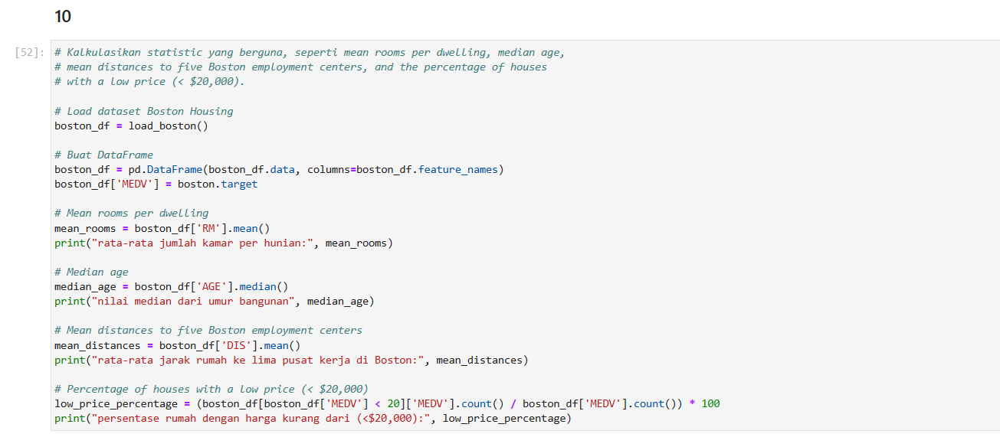 10
[52]: # Kalkulasikan statistic yang berguna, seperti mean rooms per dwelling, median age,
# mean distances to five Boston employment centers, and the percentage of houses
# with a low price (< $20,000).
# Load dataset Boston Housing
boston_df = load_boston()
# Buat DataFrame
boston_df = pd.DataFrame(boston_df.data, columns=boston_df.feature_names)
boston_df['MEDV'] = boston.target
# Mean rooms per dwelling
mean_rooms = boston_df['RM'].mean()
print("rata-rata jumlah kamar per hunian:", mean_rooms)
# Median age
median_age = boston_df['AGE'].median()
print("nilai median dari umur bangunan", median_age)
# Mean distances to five Boston employment centers
mean_distances = boston_df['DIS'].mean()
print("rata-rata jarak rumah ke lima pusat kerja di Boston:", mean_distances)
# Percentage of houses with a low price (< $20,000)
low_price_percentage = (boston_df[boston_df['MEDV'] < 20]['MEDV'].count() / boston_df['MEDV'].count()) * 100
print("persentase rumah dengan harga kurang dari (<$20,000):", low_price_percentage)